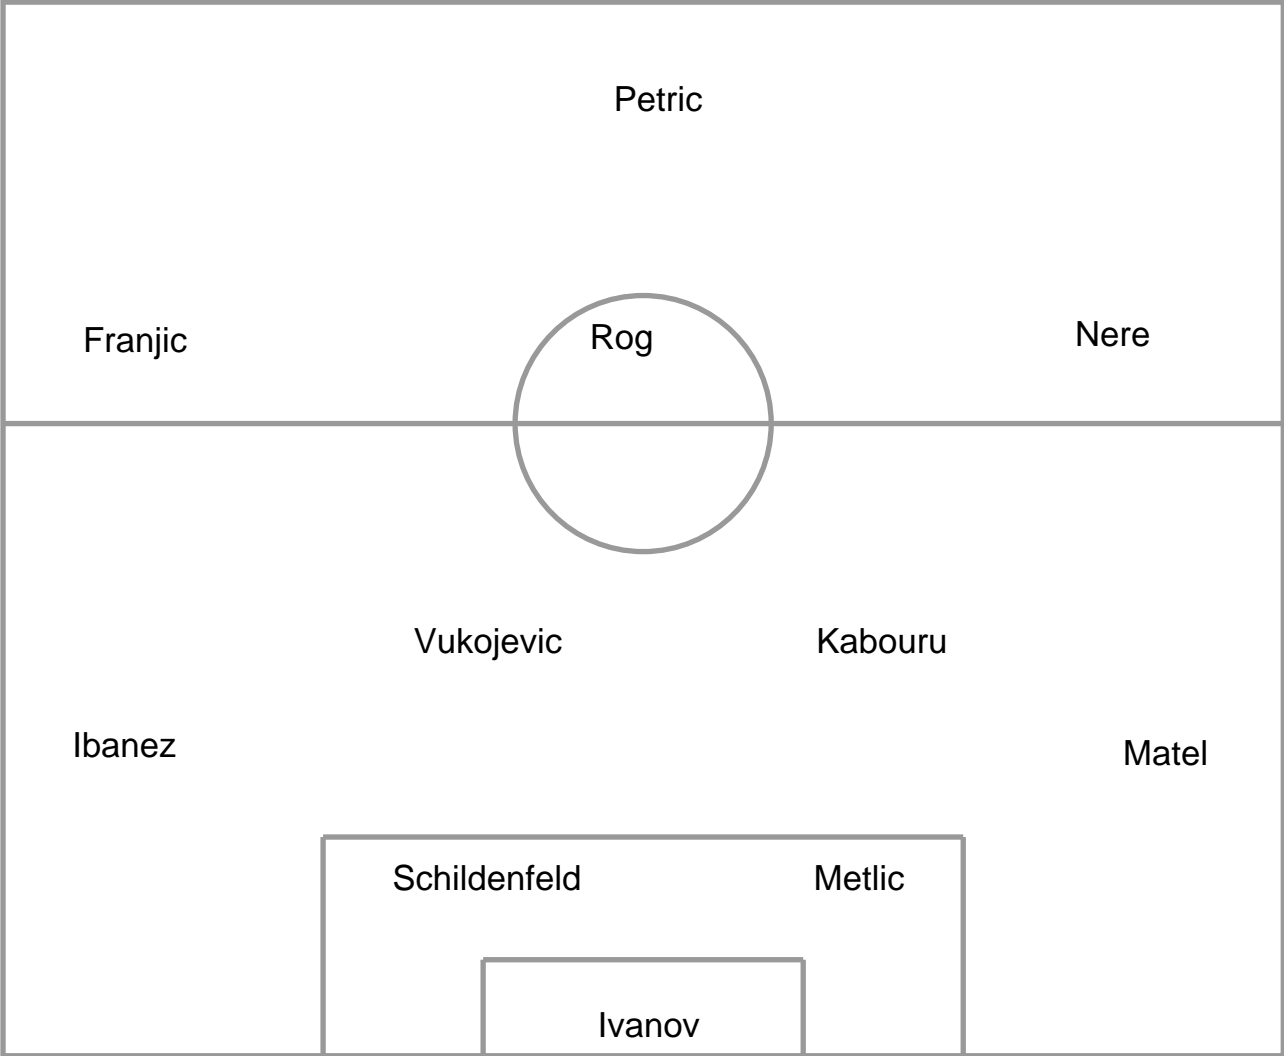 Petric
Franjic
Rog
Nere
Vukojevic
Kabouru
Ibanez
Matel
Schildenfeld
Metlic
Ivanov